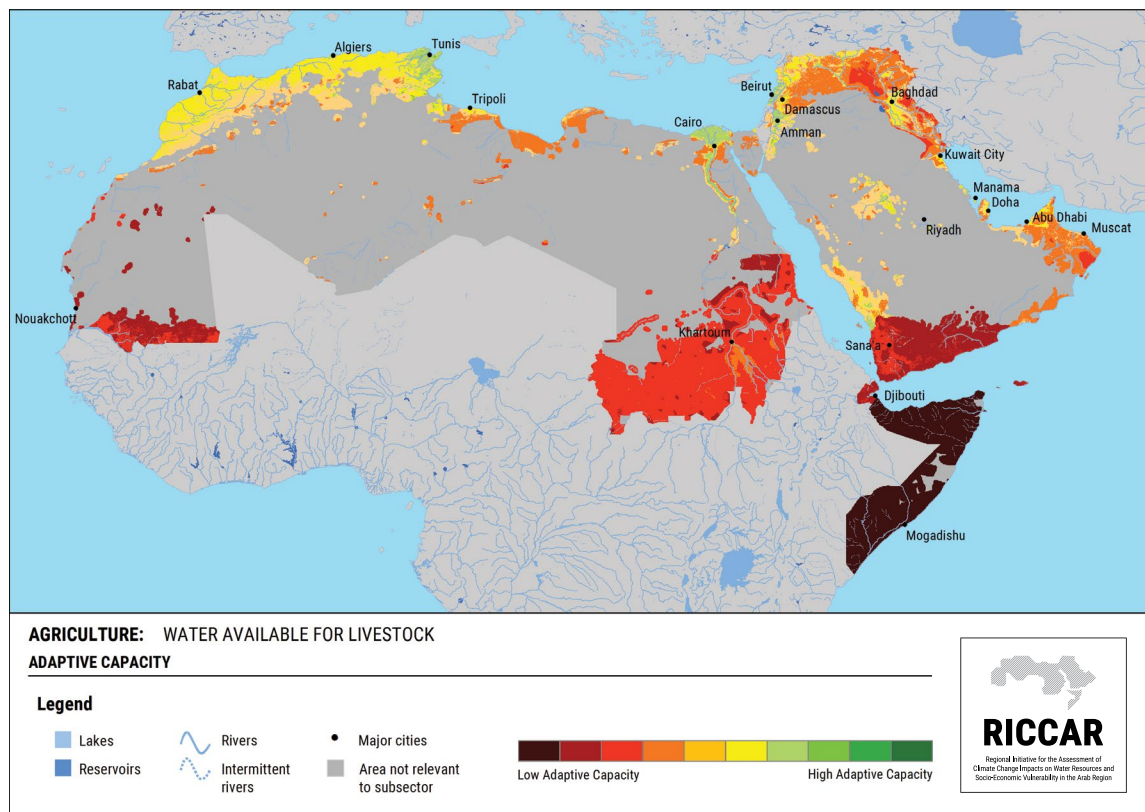 Algiers
Tunis
Rabat
Tripoli
Beirut
Baghdad
Damascus
Cairo
Amman
Kuwait City
Manama
Doha
Abu Dhabi
Riyadh
Muscat
Nouakchott
Khartoum
Sana'a
Djibouti
Mogadishu
AGRICULTURE: WATER AVAILABLE FOR LIVESTOCK
ADAPTIVE CAPACITY
Legend
Lakes
Reservoirs
Rivers
Intermittent
rivers
Major cities
Area not relevant
to subsector
Low Adaptive Capacity
High Adaptive Capacity
RICCAR
Regional Initiative for the Assessment of
Climate Change Impacts on Water Resources and
Socio-Economic Vulnerability in the Arab Region